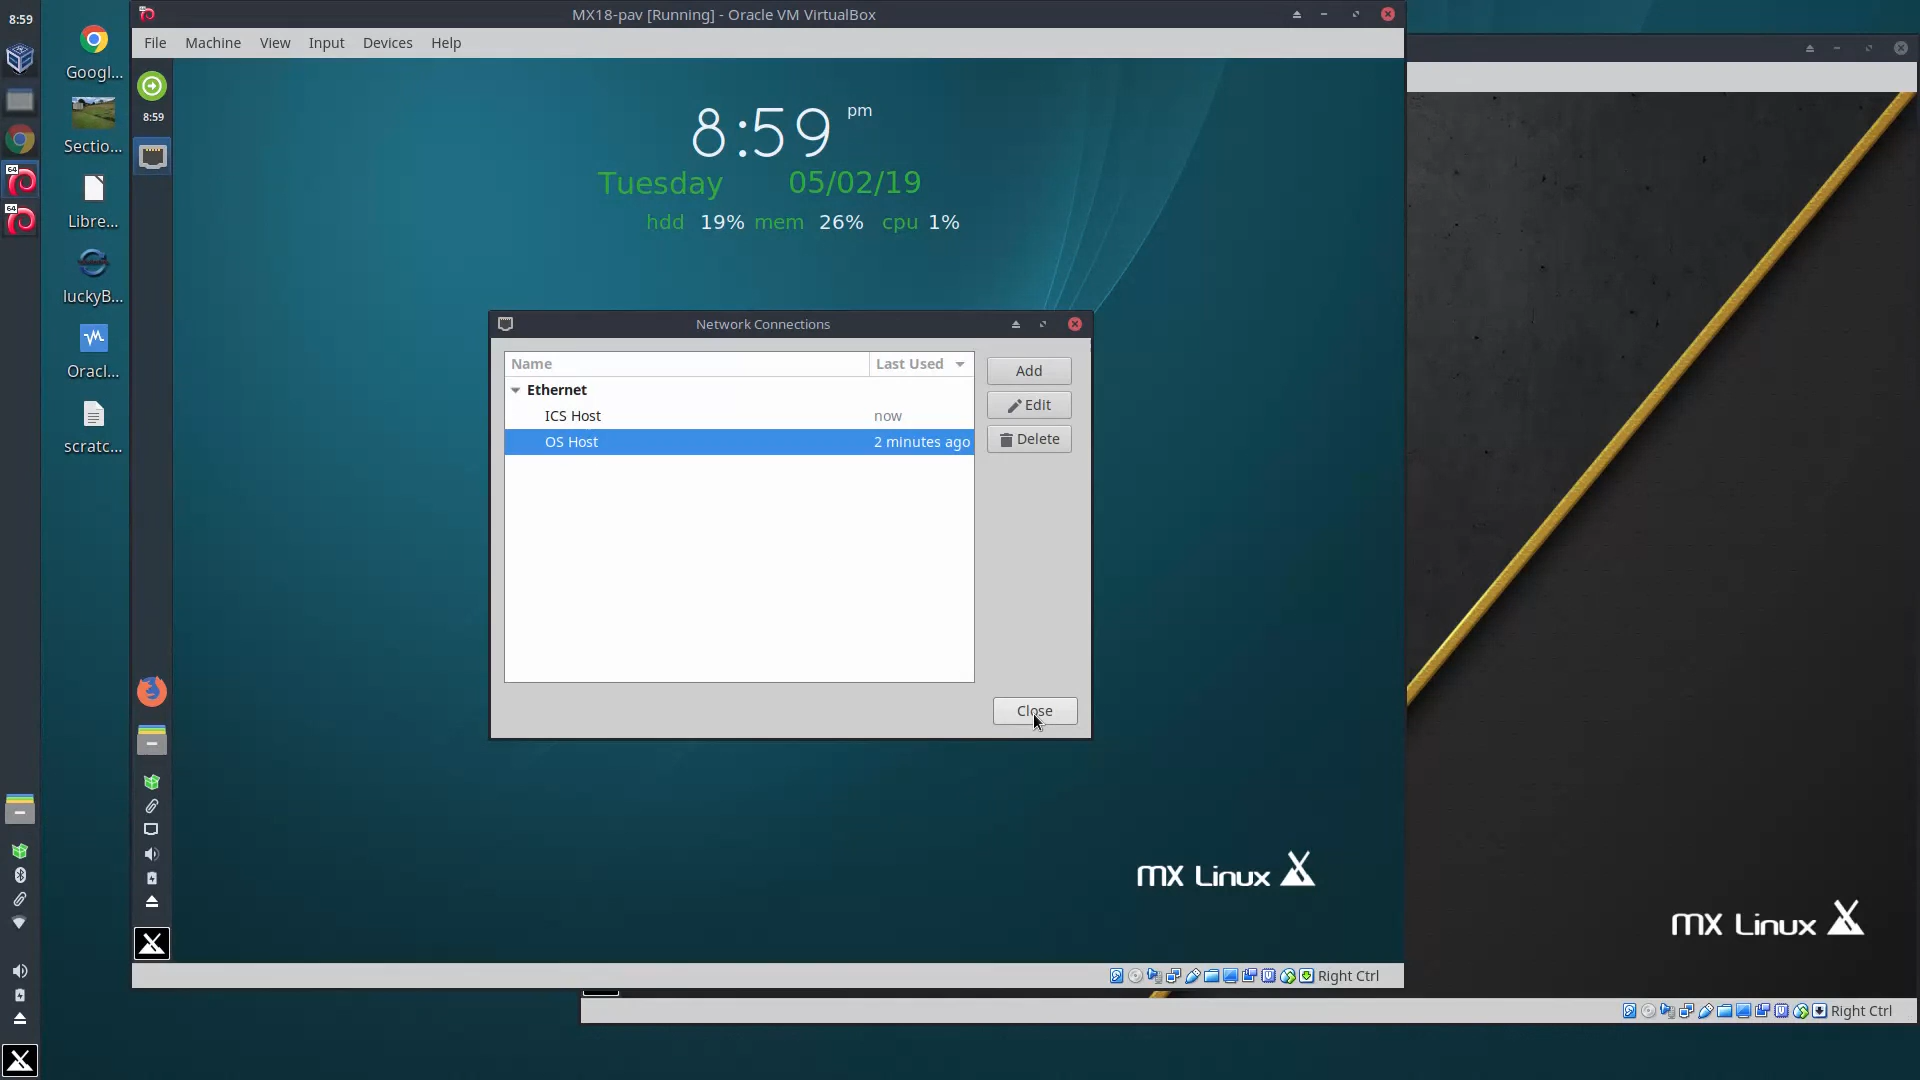 8:59
Googl...
Sectio...
Libre...
luckyB...
Oracl...
scratc...
MX18-pav [Running] - Oracle VM VirtualBox
File Machine View Input Devices Help
8:59
8:59 pm
Tuesday 05/02/19
hdd 19% mem 26% cpu 1%
Network Connections
Name Last Used
Ethernet
ICS Host now
OS Host 2 minutes ago
Add
Edit
Delete
Close
MX Linux
Right Ctrl
MX Linux
Right Ctrl
64
64